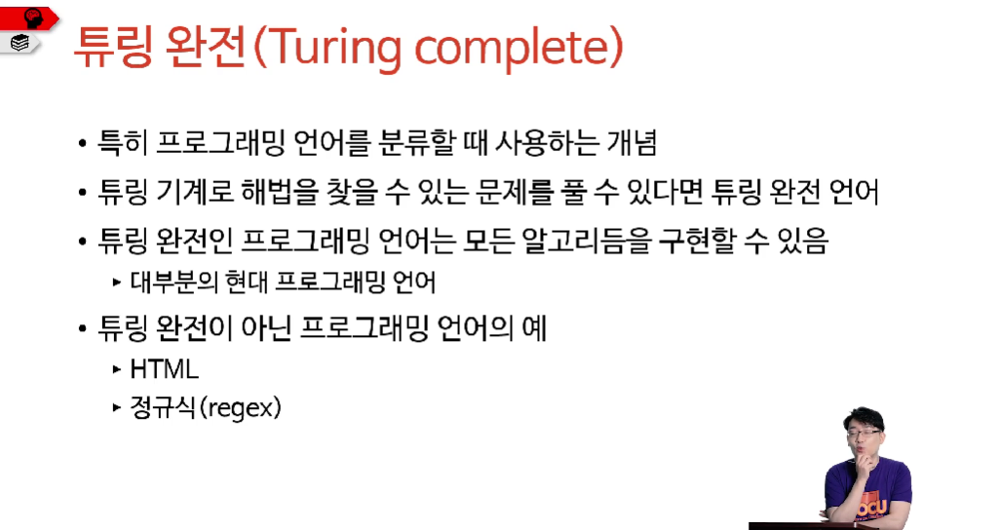 튜링 완전(Turing complete)
• 특히 프로그래밍 언어를 분류할 때 사용하는 개념
• 튜링 기계로 해법을 찾을 수 있는 문제를 풀 수 있다면 튜링 완전 언어
• 튜링 완전인 프로그래밍 언어는 모든 알고리듬을 구현할 수 있음
▸ 대부분의 현대 프로그래밍 언어
• 튜링 완전이 아닌 프로그래밍 언어의 예
▸ HTML
▸ 정규식(regex)
OCU